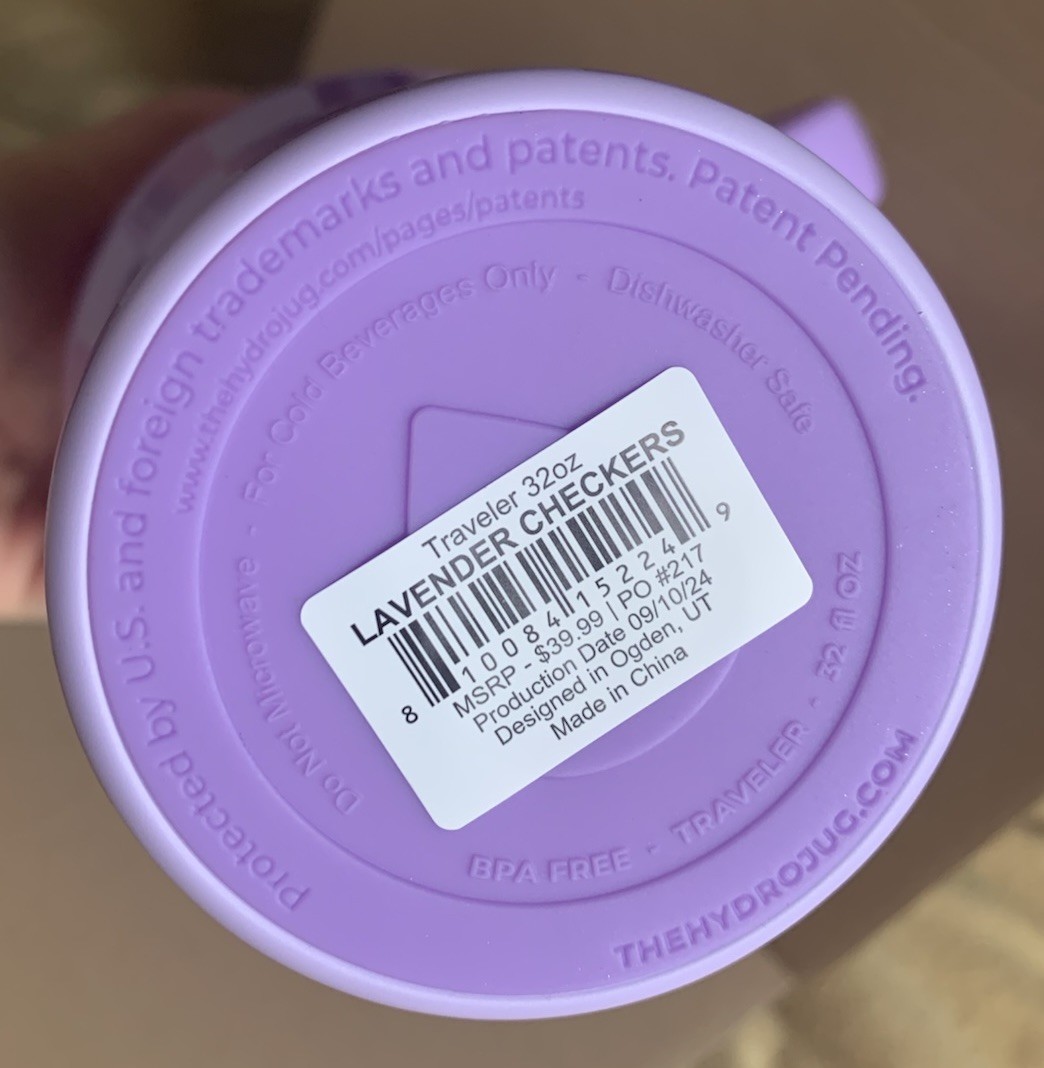 Protected by U.S. and foreign trademarks and patents. Patent Pending.
www.thehydrojug.com/pages/patents
Do Not Microwave - For Cold Beverages Only - Dishwasher Safe
Traveler 32oz
LAVENDER CHECKERS
8 10084 15224 9
MSRP - $39.99 | PO #217
Production Date 09/10/24
Designed in Ogden, UT
Made in China
BPA FREE - TRAVELER - 32 fl OZ
THEHYDROJUG.COM